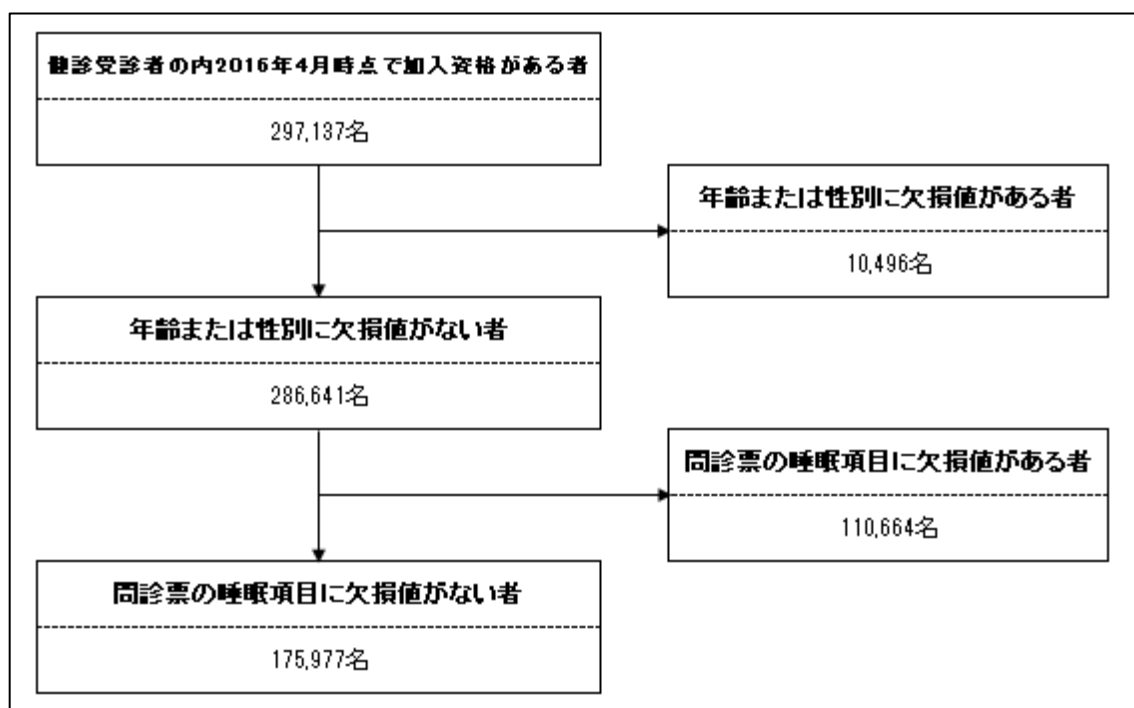 健診受診者の内2016年4月時点で加入資格がある者
297,137名
年齢または性別に欠損値がある者
10,496名
年齢または性別に欠損値がない者
286,641名
問診票の睡眠項目に欠損値がある者
110,664名
問診票の睡眠項目に欠損値がない者
175,977名